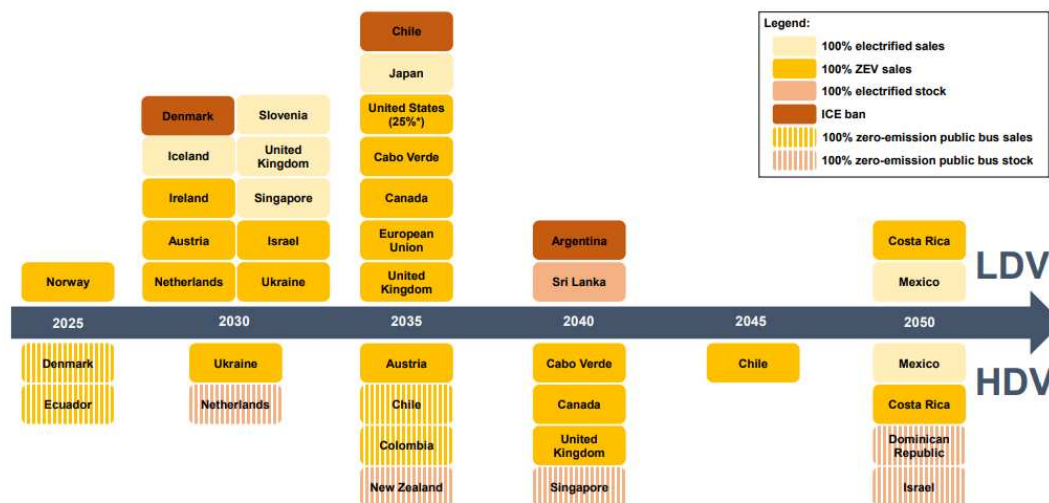 Legend:
100% electrified sales
100% ZEV sales
100% electrified stock
ICE ban
100% zero-emission public bus sales
100% zero-emission public bus stock
Chile
Japan
United States
(25%*)
Cabo Verde
Canada
European
Union
United
Kingdom
Denmark
Slovenia
Iceland
United
Kingdom
Ireland
Singapore
Austria
Israel
Netherlands
Ukraine
Norway
Argentina
Sri Lanka
Costa Rica
Mexico
LDV
2025
2030
2035
2040
2045
2050
Denmark
Ecuador
Ukraine
Netherlands
Austria
Chile
Colombia
New Zealand
Cabo Verde
Canada
United
Kingdom
Singapore
Chile
Mexico
Costa Rica
Dominican
Republic
Israel
HDV